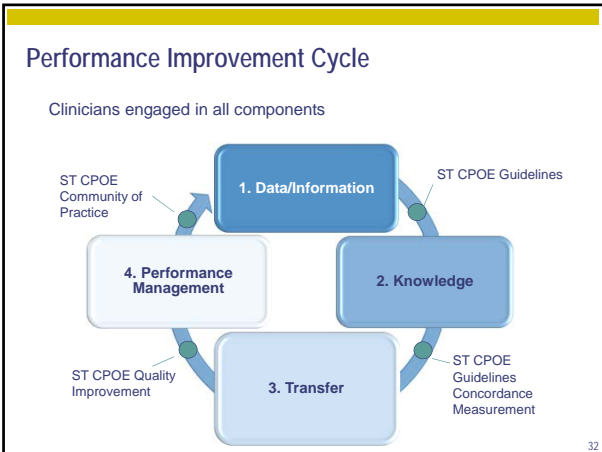 Performance Improvement Cycle
Clinicians engaged in all components
1. Data/Information
ST CPOE Guidelines
2. Knowledge
ST CPOE
Guidelines
Concordance
Measurement
3. Transfer
ST CPOE Quality
Improvement
4. Performance
Management
ST CPOE
Community of
Practice
32